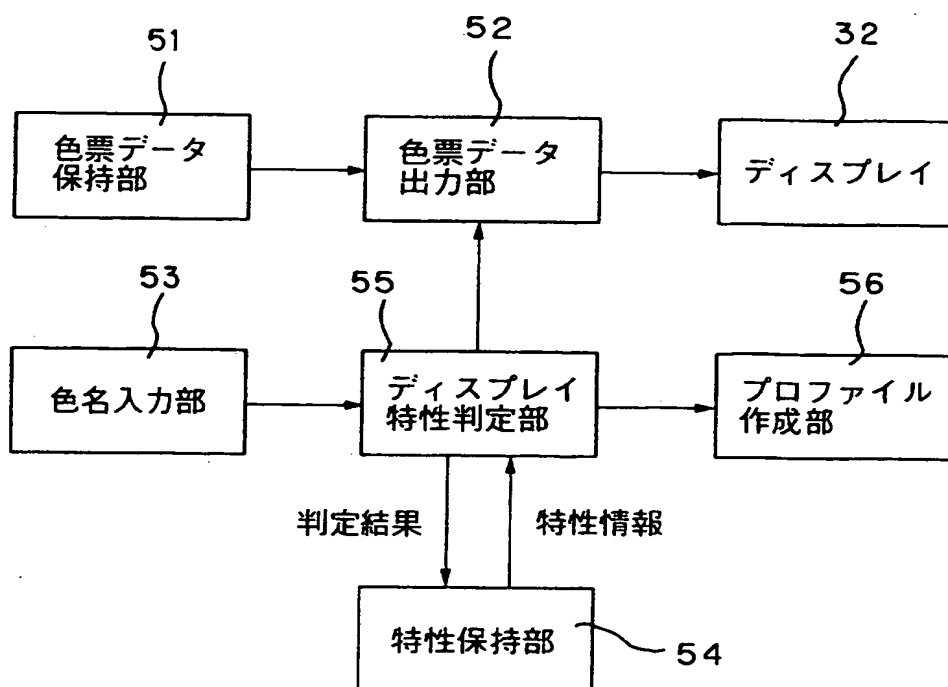 51
52
32
色票データ
保持部
色票データ
出力部
ディスプレイ
53
55
56
色名入力部
ディスプレイ
特性判定部
プロファイル
作成部
判定結果
特性情報
特性保持部
54